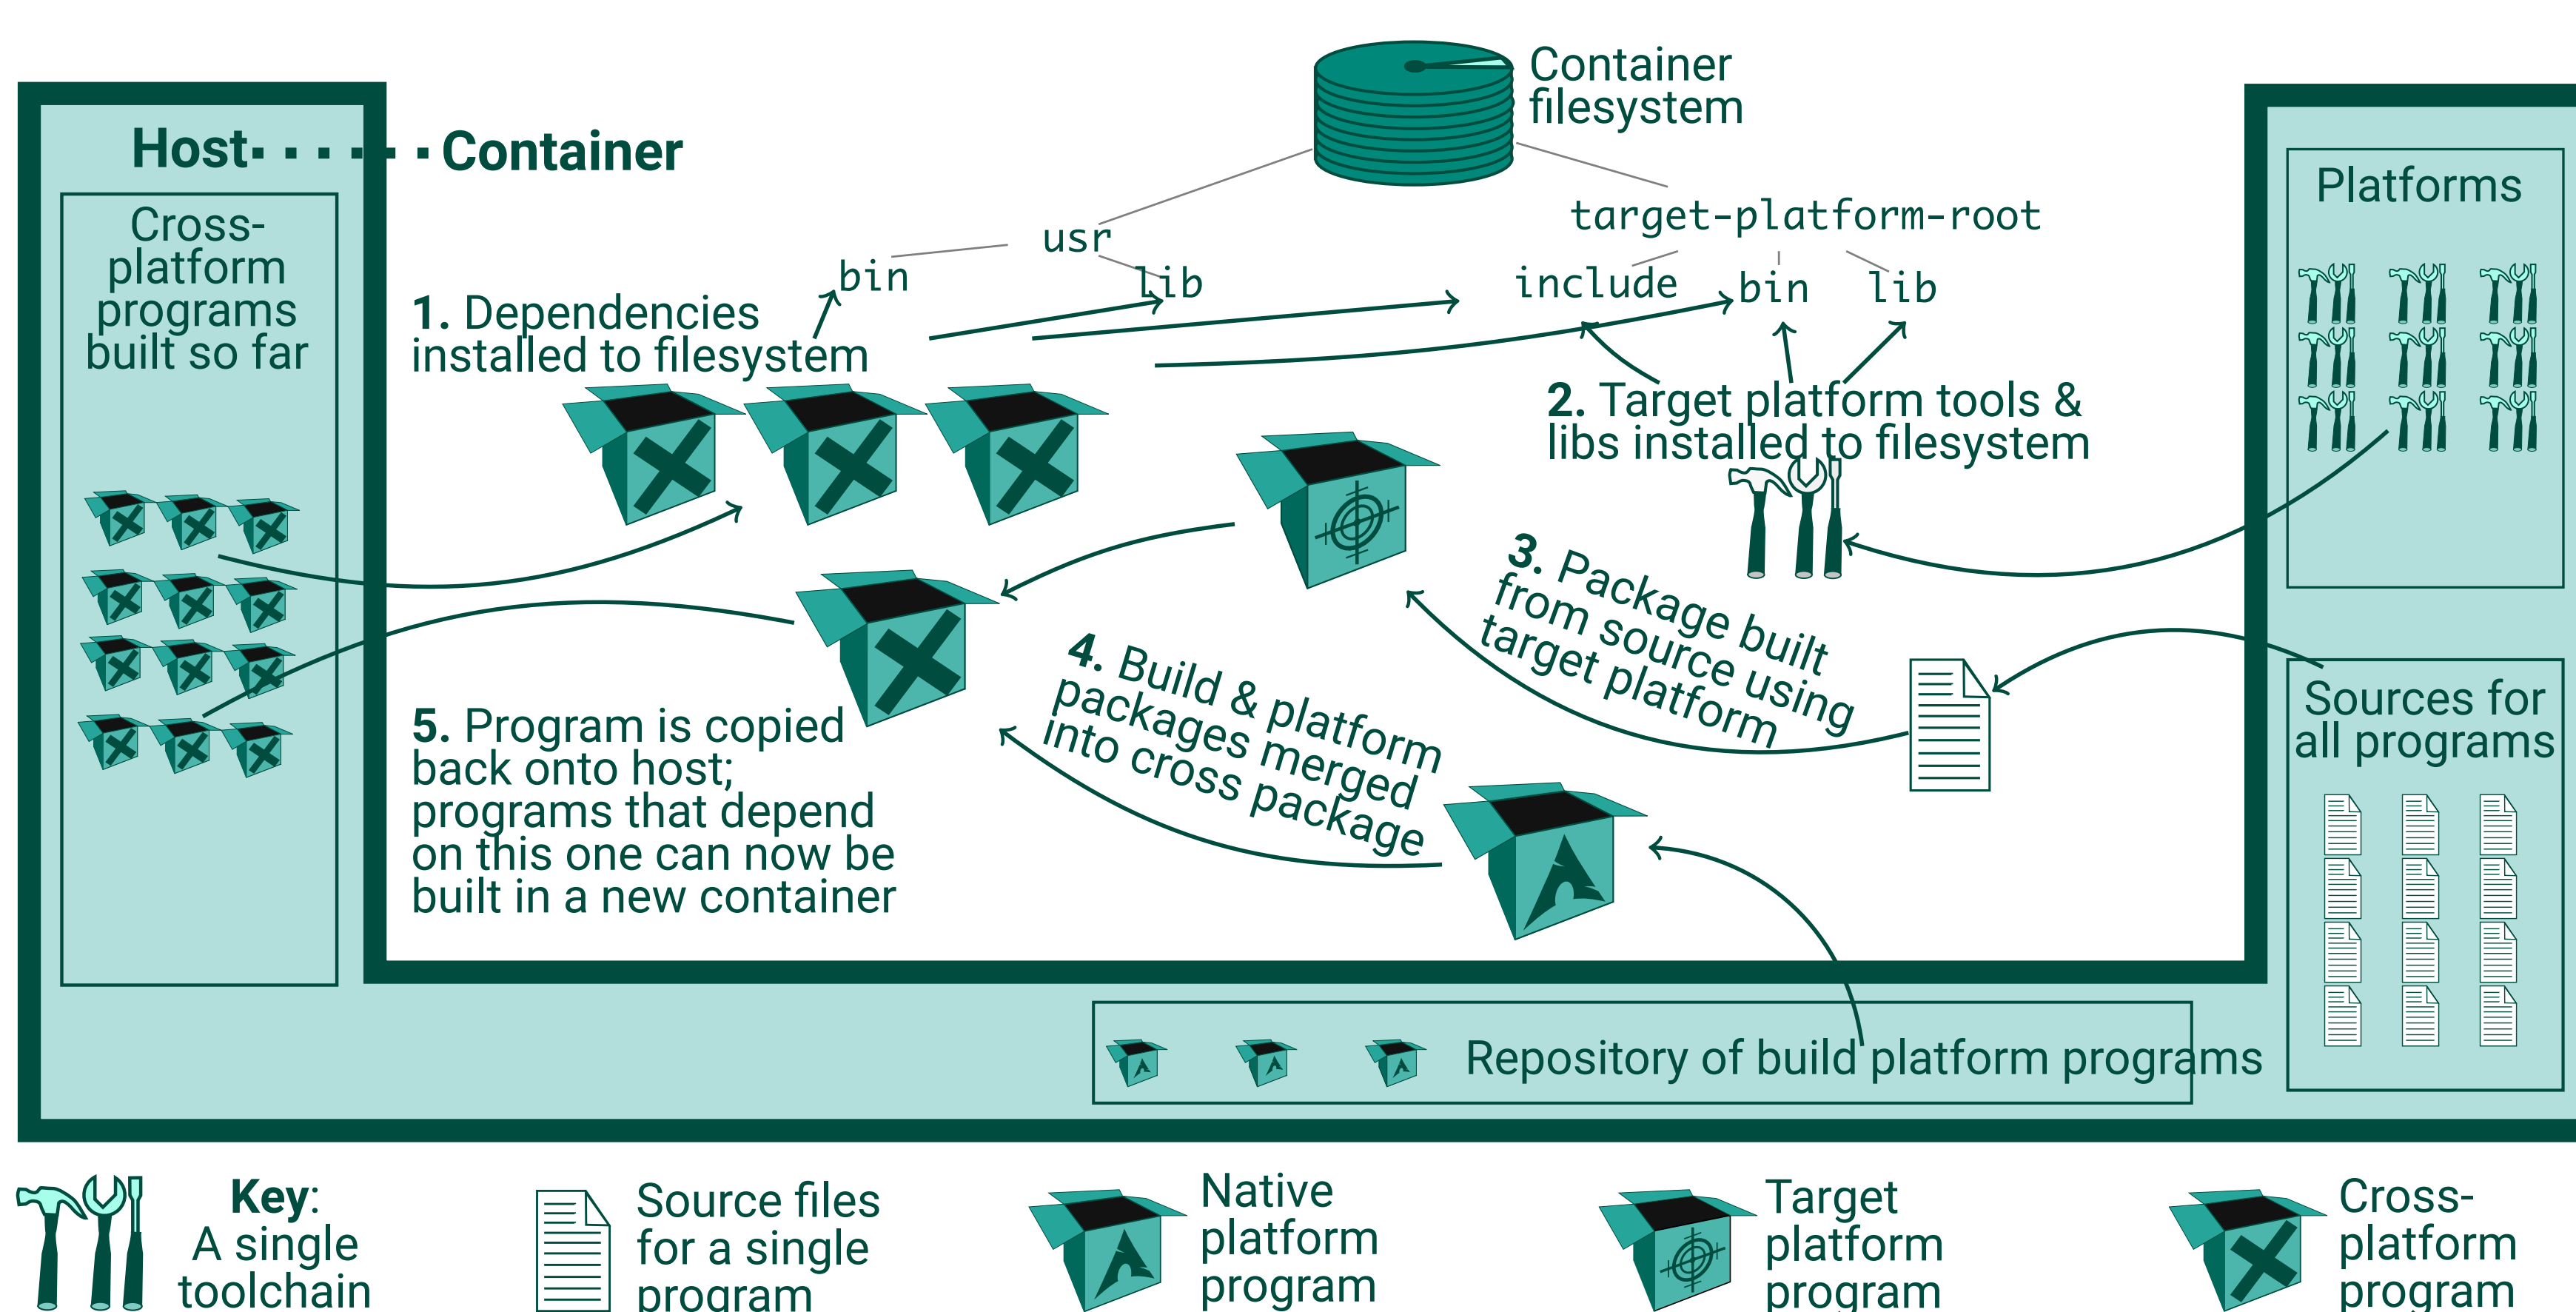 Container
filesystem
Host
Container
Platforms
Cross-
platform
programs
built so far
usr
target-platform-root
bin
lib
include
bin
lib
1. Dependencies
installed to filesystem
2. Target platform tools &
libs installed to filesystem
3. Package built
from source using
target platform
4. Build & platform
packages merged
into cross package
5. Program is copied
back onto host;
programs that depend
on this one can now be
built in a new container
Sources for
all programs
Repository of build platform programs
Key:
A single
toolchain
Source files
for a single
program
Native
platform
program
Target
platform
program
Cross-
platform
program